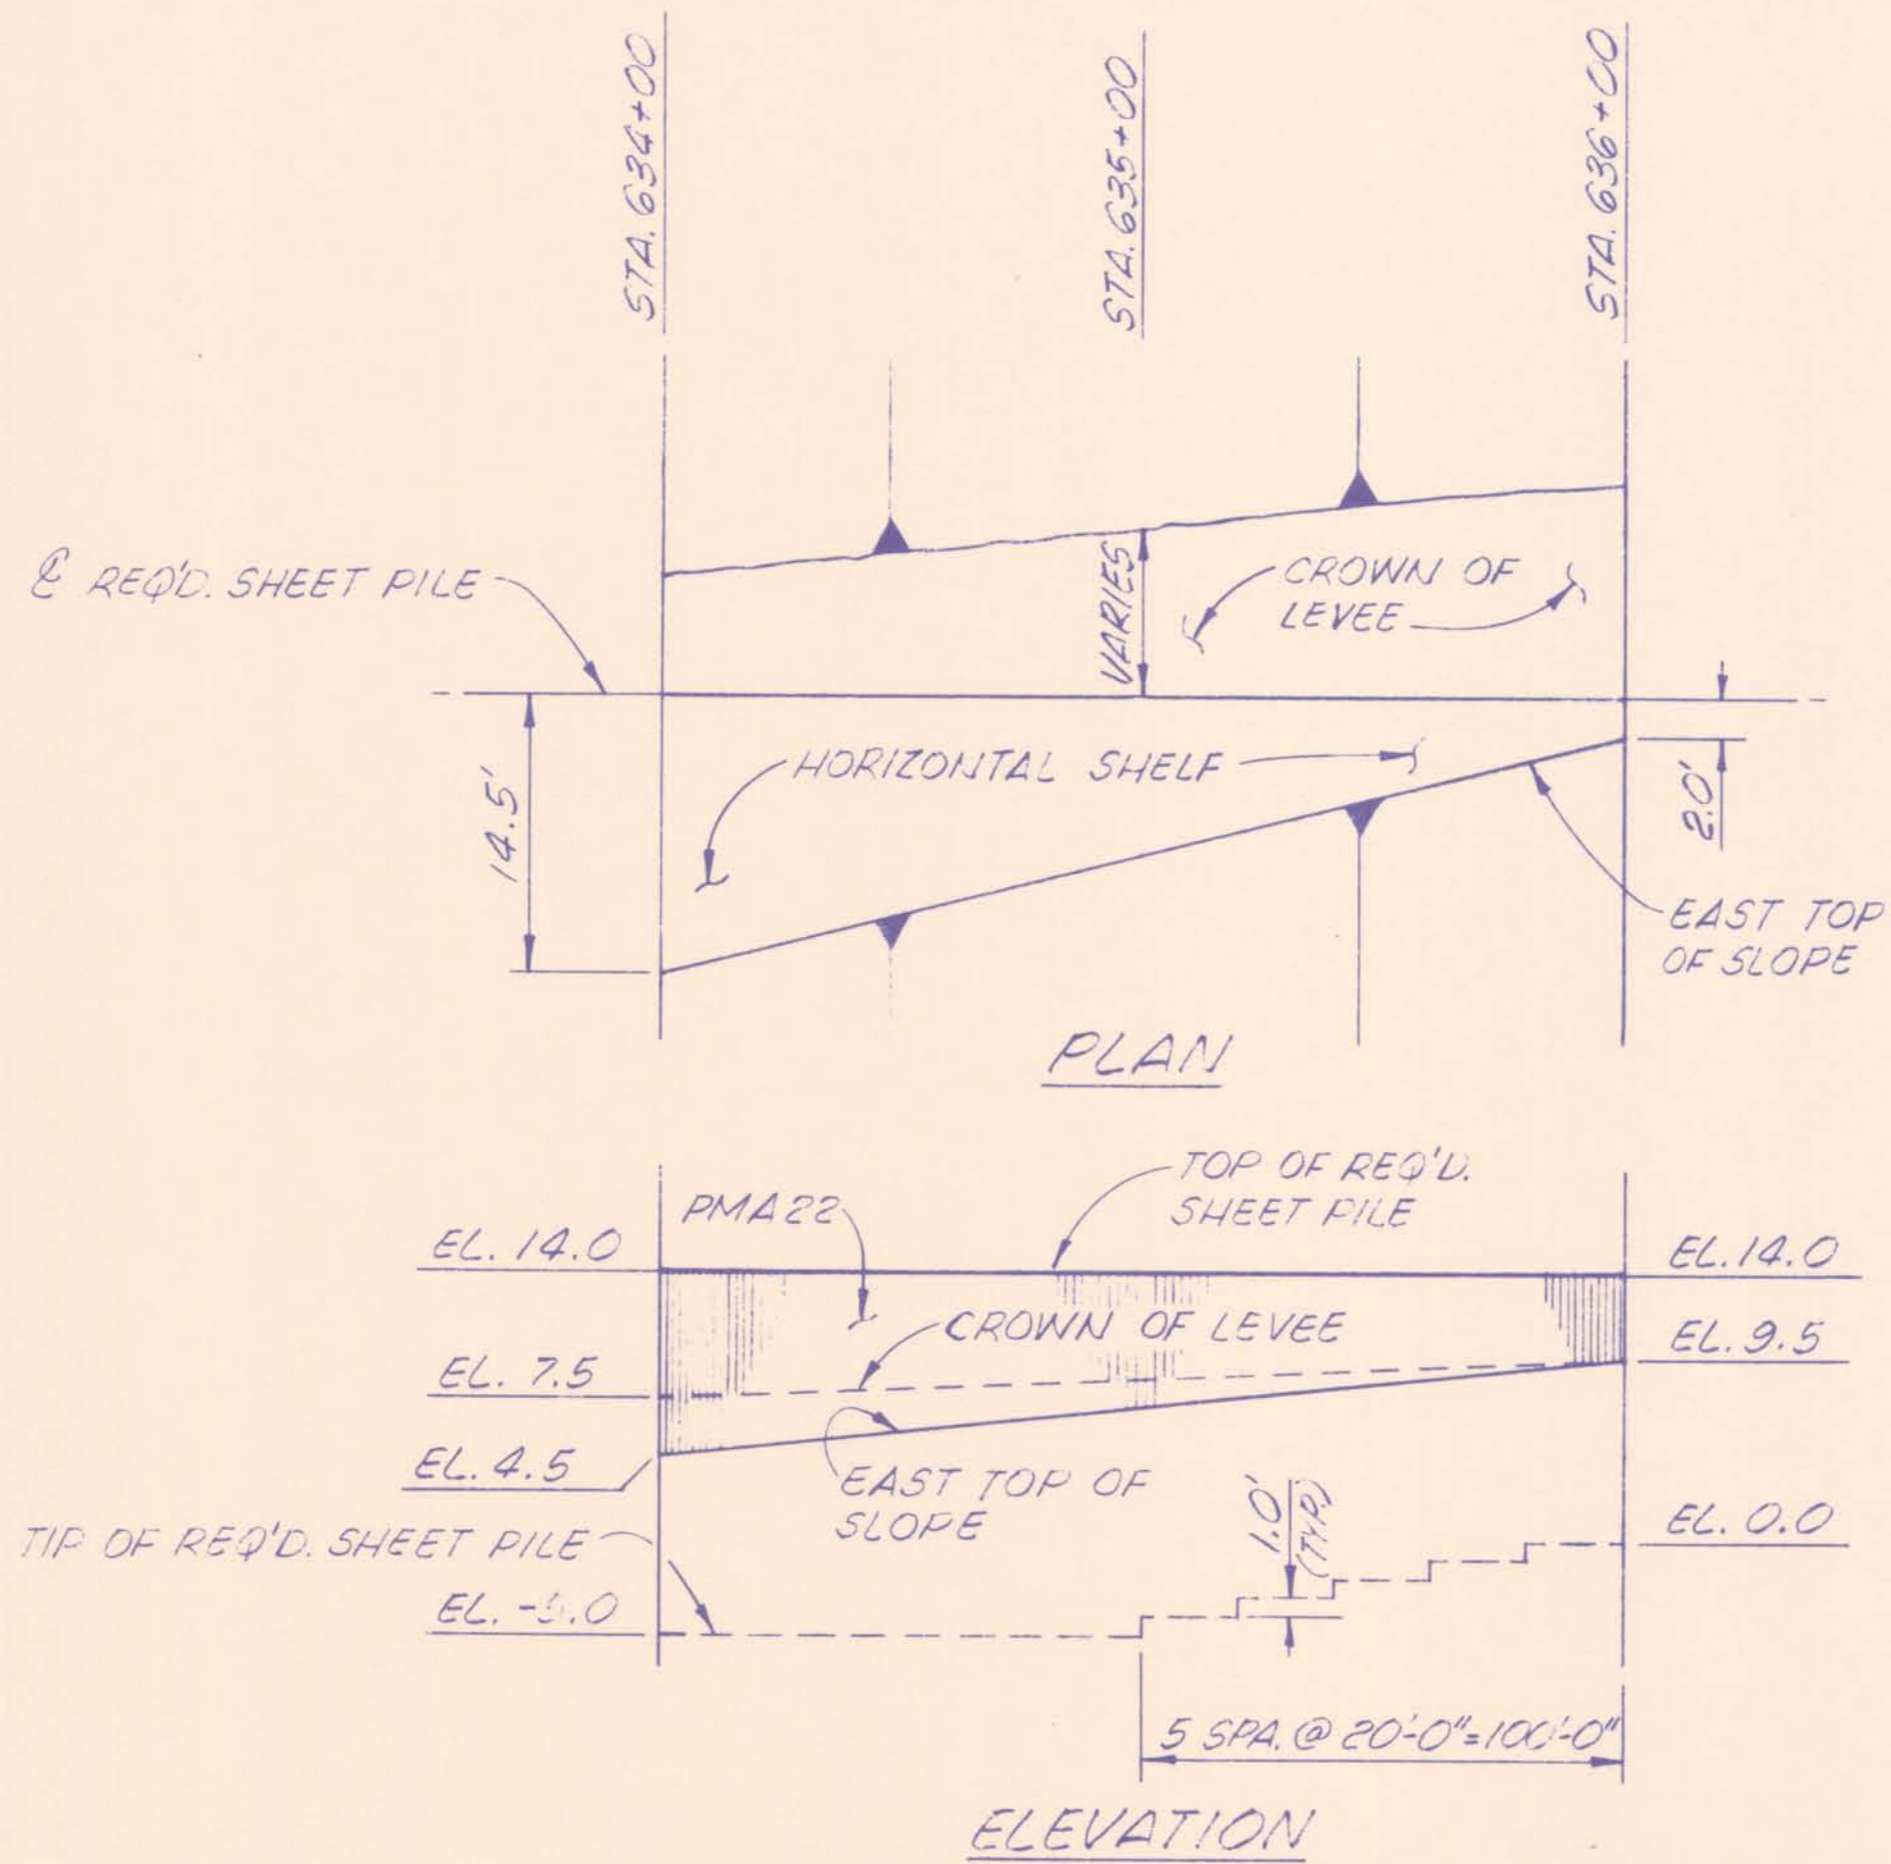 STA. 634+00
STA. 635+00
STA. 636+00
℄ REQ'D. SHEET PILE
VARIES
CROWN OF
LEVEE
HORIZONTAL SHELF
14.5'
2.0'
EAST TOP
OF SLOPE
PLAN
TOP OF REQ'D.
SHEET PILE
PMA22
EL. 14.0
EL. 14.0
CROWN OF LEVEE
EL. 9.5
EL. 7.5
EL. 4.5
EAST TOP OF
SLOPE
1.0'
(TYP.)
EL. 0.0
TIP OF REQ'D. SHEET PILE
EL. -5.0
5 SPA. @ 20'-0"=100'-0"
ELEVATION